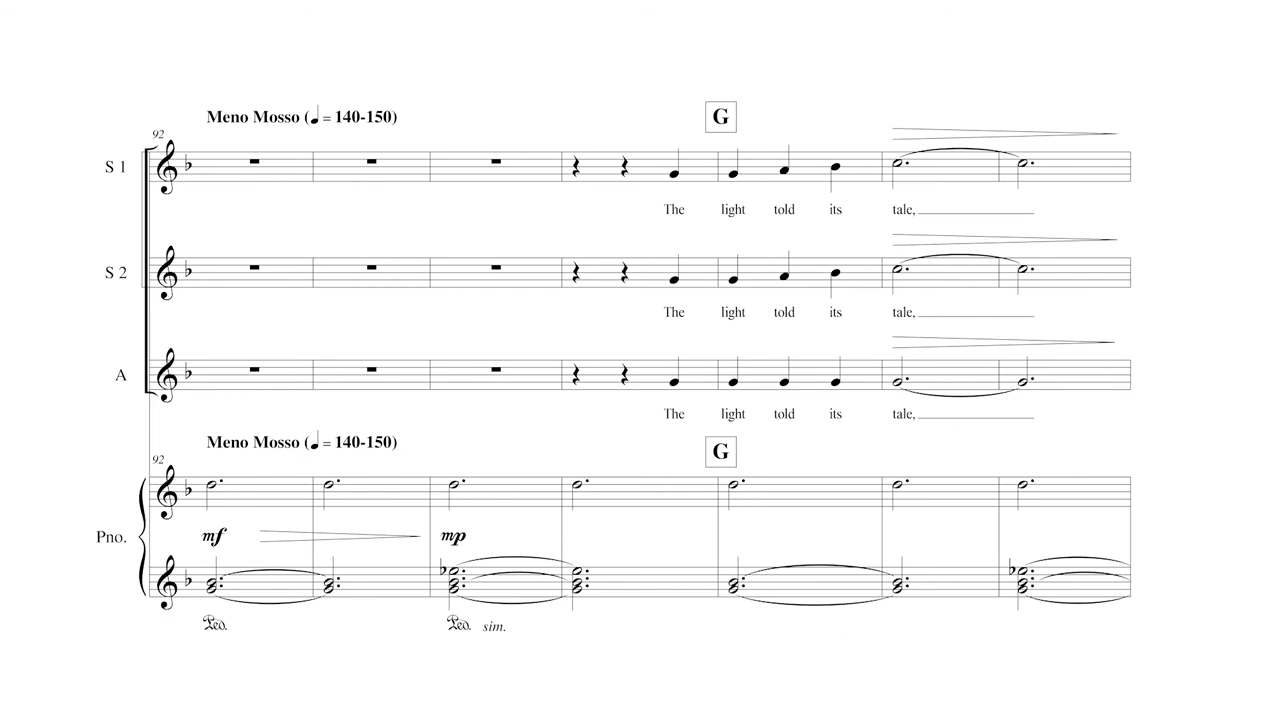 Meno Mosso (♩ = 140-150)
G
92
S 1
The light told its tale,
S 2
The light told its tale,
A
The light told its tale,
Meno Mosso (♩ = 140-150)
G
92
Pno.
mf mp
Ped. Ped. sim.